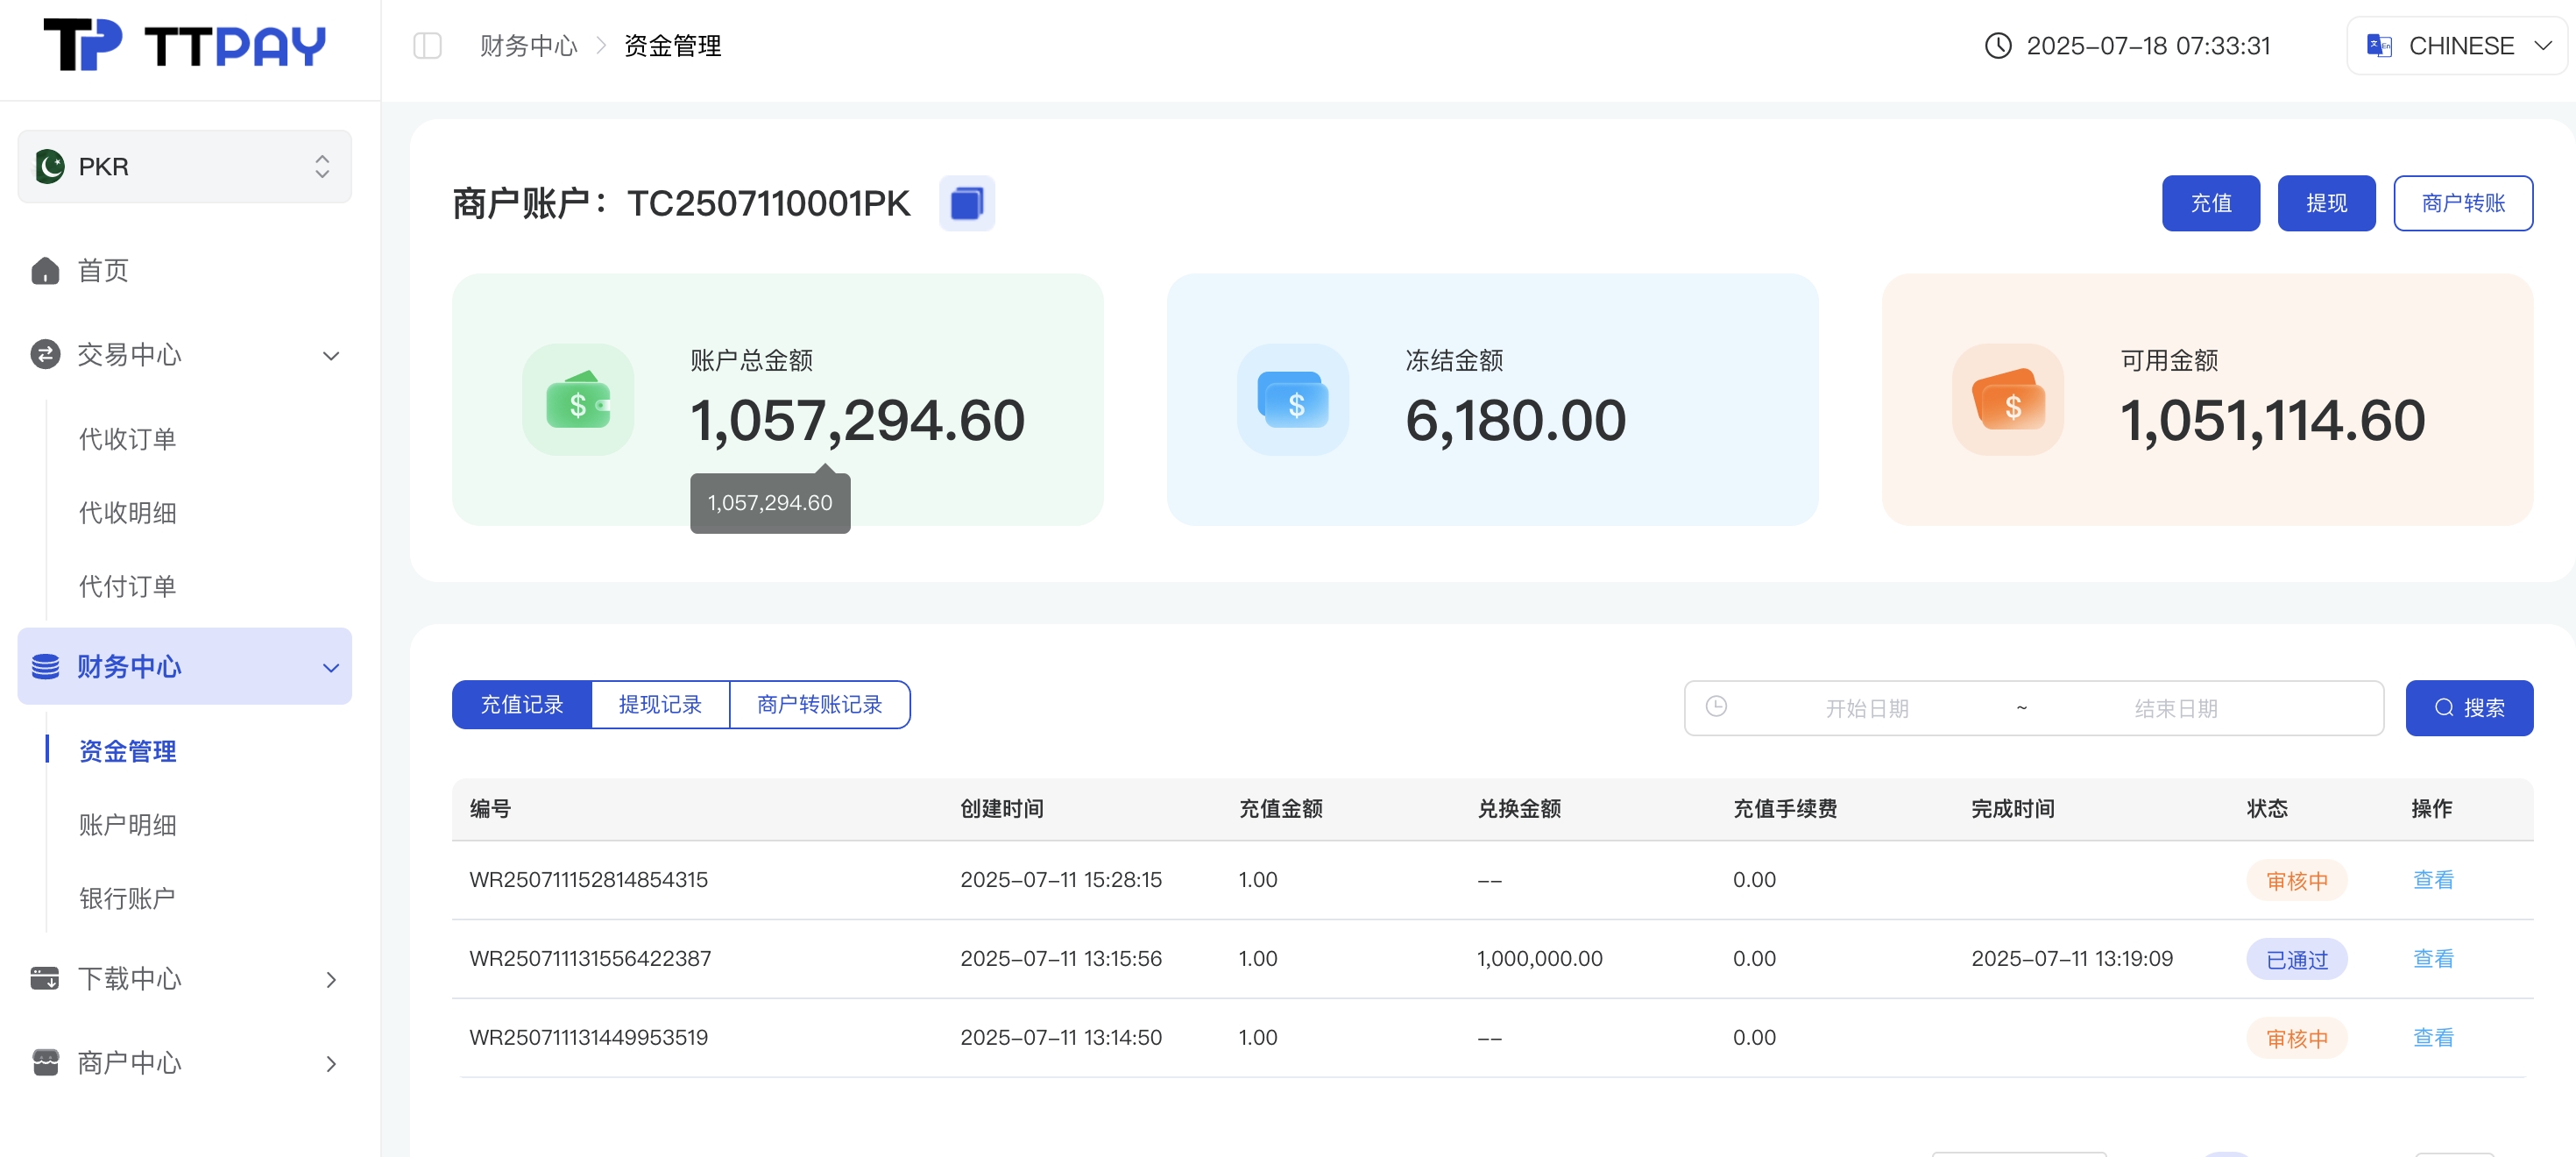 TP TTPAY
财务中心 > 资金管理
2025-07-18 07:33:31
CHINESE
PKR
首页
交易中心
代收订单
代收明细
代付订单
财务中心
资金管理
账户明细
银行账户
下载中心
商户中心
商户账户：TC2507110001PK
充值
提现
商户转账
账户总金额
1,057,294.60
1,057,294.60
冻结金额
6,180.00
可用金额
1,051,114.60
充值记录 提现记录 商户转账记录
开始日期 ~ 结束日期
搜索
编号 创建时间 充值金额 兑换金额 充值手续费 完成时间 状态 操作
WR250711152814854315 2025-07-11 15:28:15 1.00 -- 0.00 审核中 查看
WR250711131556422387 2025-07-11 13:15:56 1.00 1,000,000.00 0.00 2025-07-11 13:19:09 已通过 查看
WR250711131449953519 2025-07-11 13:14:50 1.00 -- 0.00 审核中 查看